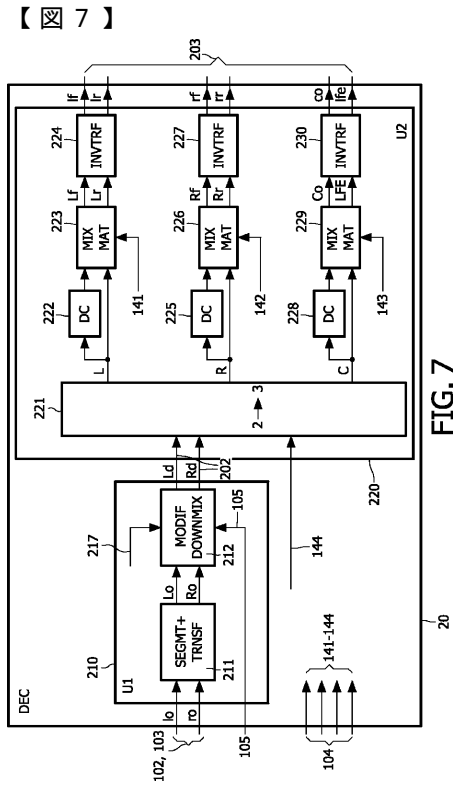 【図７】
DEC
20
102, 103
lo
ro
105
104
141-144
210
U1
SEGMT+
TRNSF
211
Lo
Ro
217
MODIF
DOWNMIX
212
105
Ld
Rd
202
144
220
221
2 → 3
L
R
C
222
DC
223
MIX
MAT
141
Lf
Lr
224
INVTRF
lf
lr
225
DC
226
MIX
MAT
142
Rf
Rr
227
INVTRF
rf
rr
228
DC
229
MIX
MAT
143
Co
LFE
230
INVTRF
co
lfe
U2
203
FIG. 7